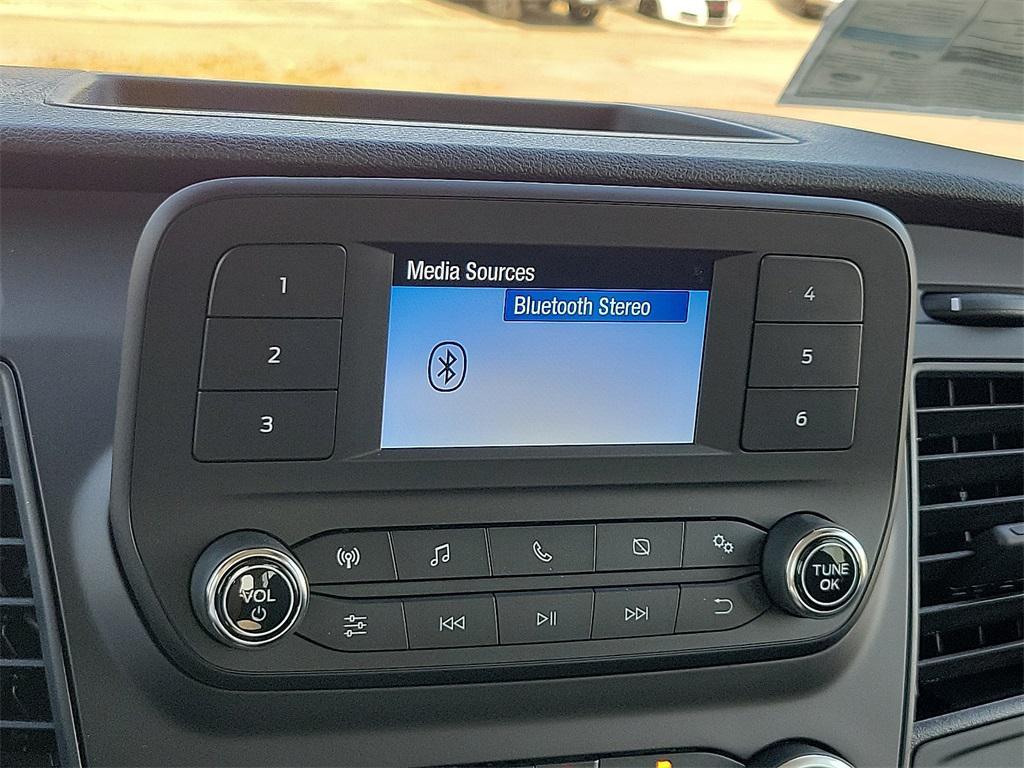 Media Sources
Bluetooth Stereo
1
2
3
4
5
6
VOL
TUNE
OK